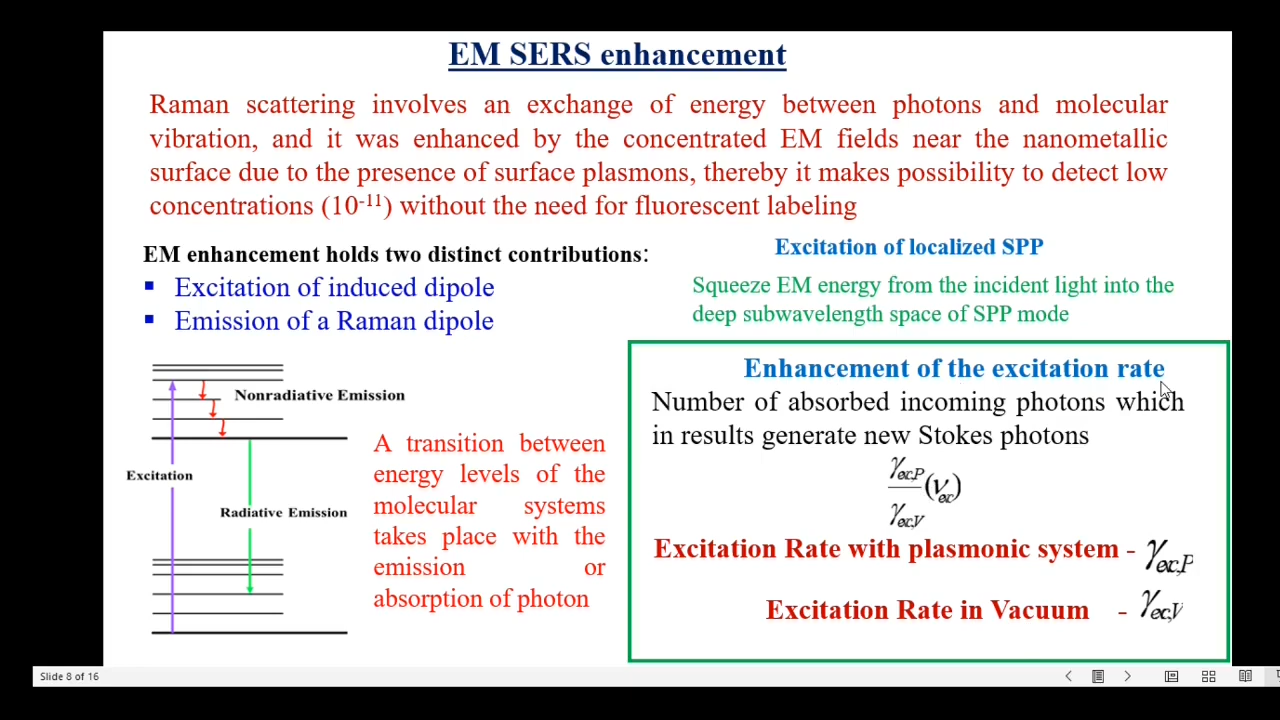 EM SERS enhancement
Raman scattering involves an exchange of energy between photons and molecular
vibration, and it was enhanced by the concentrated EM fields near the nanometallic
surface due to the presence of surface plasmons, thereby it makes possibility to detect low
concentrations (10⁻¹¹) without the need for fluorescent labeling
EM enhancement holds two distinct contributions:
▪ Excitation of induced dipole
▪ Emission of a Raman dipole
Excitation of localized SPP
Squeeze EM energy from the incident light into the
deep subwavelength space of SPP mode
Nonradiative Emission
Excitation
Radiative Emission
A transition between
energy levels of the
molecular systems
takes place with the
emission or
absorption of photon
Enhancement of the excitation rate
Number of absorbed incoming photons which
in results generate new Stokes photons
γec,P
γec,V
(νec)
Excitation Rate with plasmonic system - γec,P
Excitation Rate in Vacuum - γec,V
Slide 8 of 16